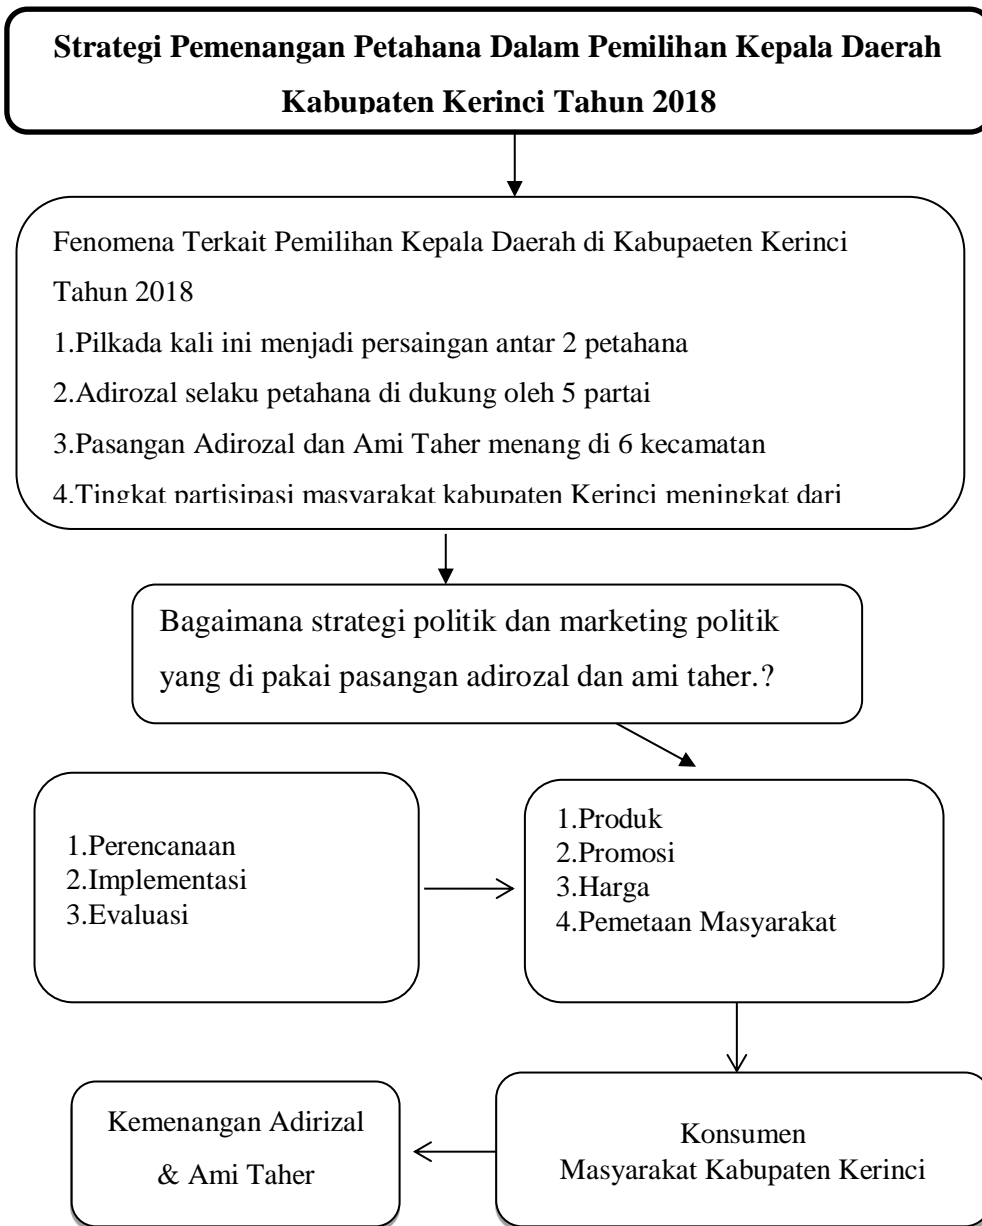 Strategi Pemenangan Petahana Dalam Pemilihan Kepala Daerah
Kabupaten Kerinci Tahun 2018
Fenomena Terkait Pemilihan Kepala Daerah di Kabupaeten Kerinci
Tahun 2018
1.Pilkada kali ini menjadi persaingan antar 2 petahana
2.Adirozal selaku petahana di dukung oleh 5 partai
3.Pasangan Adirozal dan Ami Taher menang di 6 kecamatan
4.Tingkat partisipasi masyarakat kabupaten Kerinci meningkat dari
Bagaimana strategi politik dan marketing politik
yang di pakai pasangan adirozal dan ami taher.?
1.Perencanaan
2.Implementasi
3.Evaluasi
1.Produk
2.Promosi
3.Harga
4.Pemetaan Masyarakat
Kemenangan Adirizal
& Ami Taher
Konsumen
Masyarakat Kabupaten Kerinci